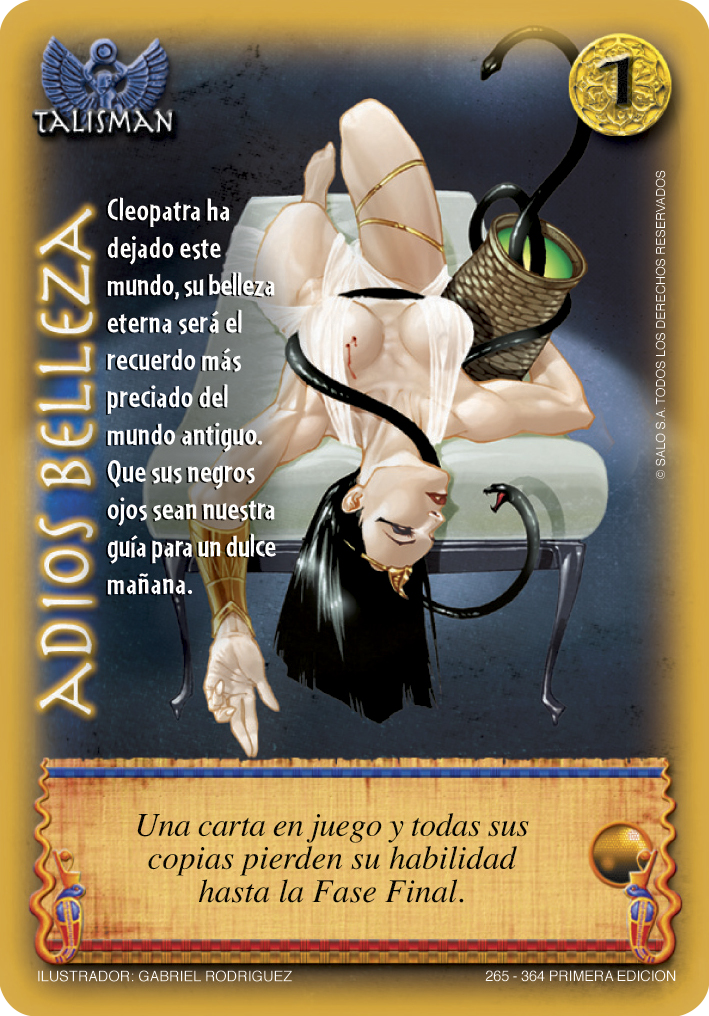 TALISMAN
1
ADIOS BELLEZA
Cleopatra ha
dejado este
mundo, su belleza
eterna será el
recuerdo más
preciado del
mundo antiguo.
Que sus negros
ojos sean nuestra
guía para un dulce
mañana.
© SALO S.A. TODOS LOS DERECHOS RESERVADOS
Una carta en juego y todas sus
copias pierden su habilidad
hasta la Fase Final.
ILUSTRADOR: GABRIEL RODRIGUEZ
265 - 364 PRIMERA EDICION